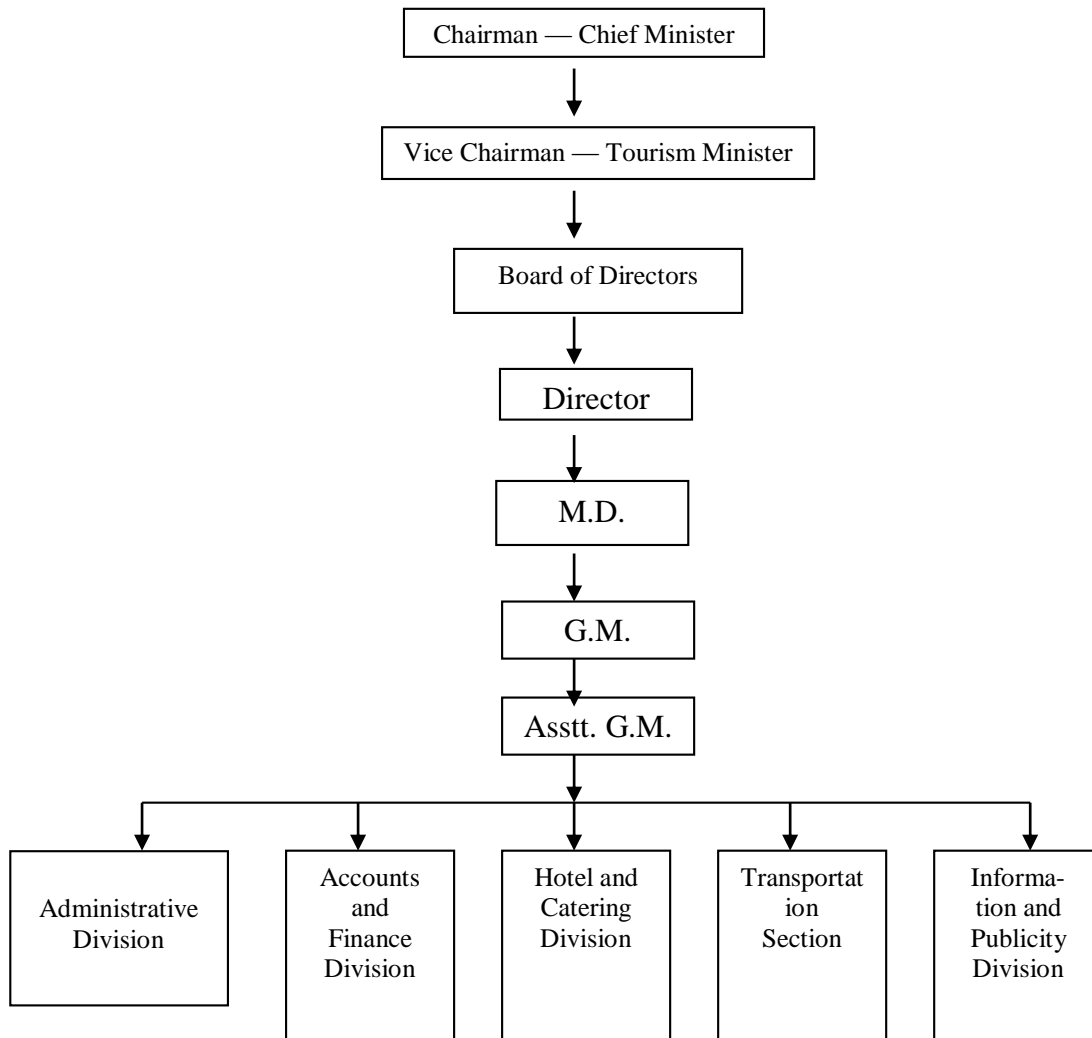 Chairman — Chief Minister
Vice Chairman — Tourism Minister
Board of Directors
Director
M.D.
G.M.
Asstt. G.M.
Administrative
Division
Accounts
and
Finance
Division
Hotel and
Catering
Division
Transportat
ion
Section
Informa-
tion and
Publicity
Division